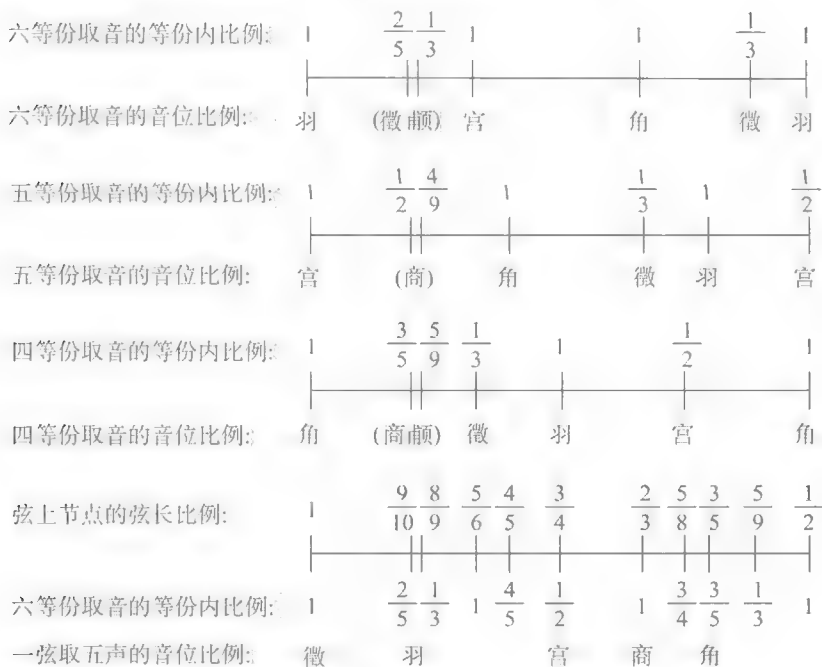 六等份取音的等份内比例: 1 2/5 1/3 1 1 1/3 1
六等份取音的音位比例: 羽 (徵 顑) 宫 角 徵 羽
五等份取音的等份内比例: 1 1/2 4/9 1 1/3 1 1/2
五等份取音的音位比例: 宫 (商) 角 徵 羽 宫
四等份取音的等份内比例: 1 3/5 5/9 1/3 1 1/2 1
四等份取音的音位比例: 角 (商 顑) 徵 羽 宫 角
弦上节点的弦长比例: 1 9/10 8/9 5/6 4/5 3/4 2/3 5/8 3/5 5/9 1/2
六等份取音的等份内比例: 1 2/5 1/3 1 4/5 1/2 1 3/4 3/5 1/3 1
一弦取五声的音位比例: 徵 羽 宫 商 角